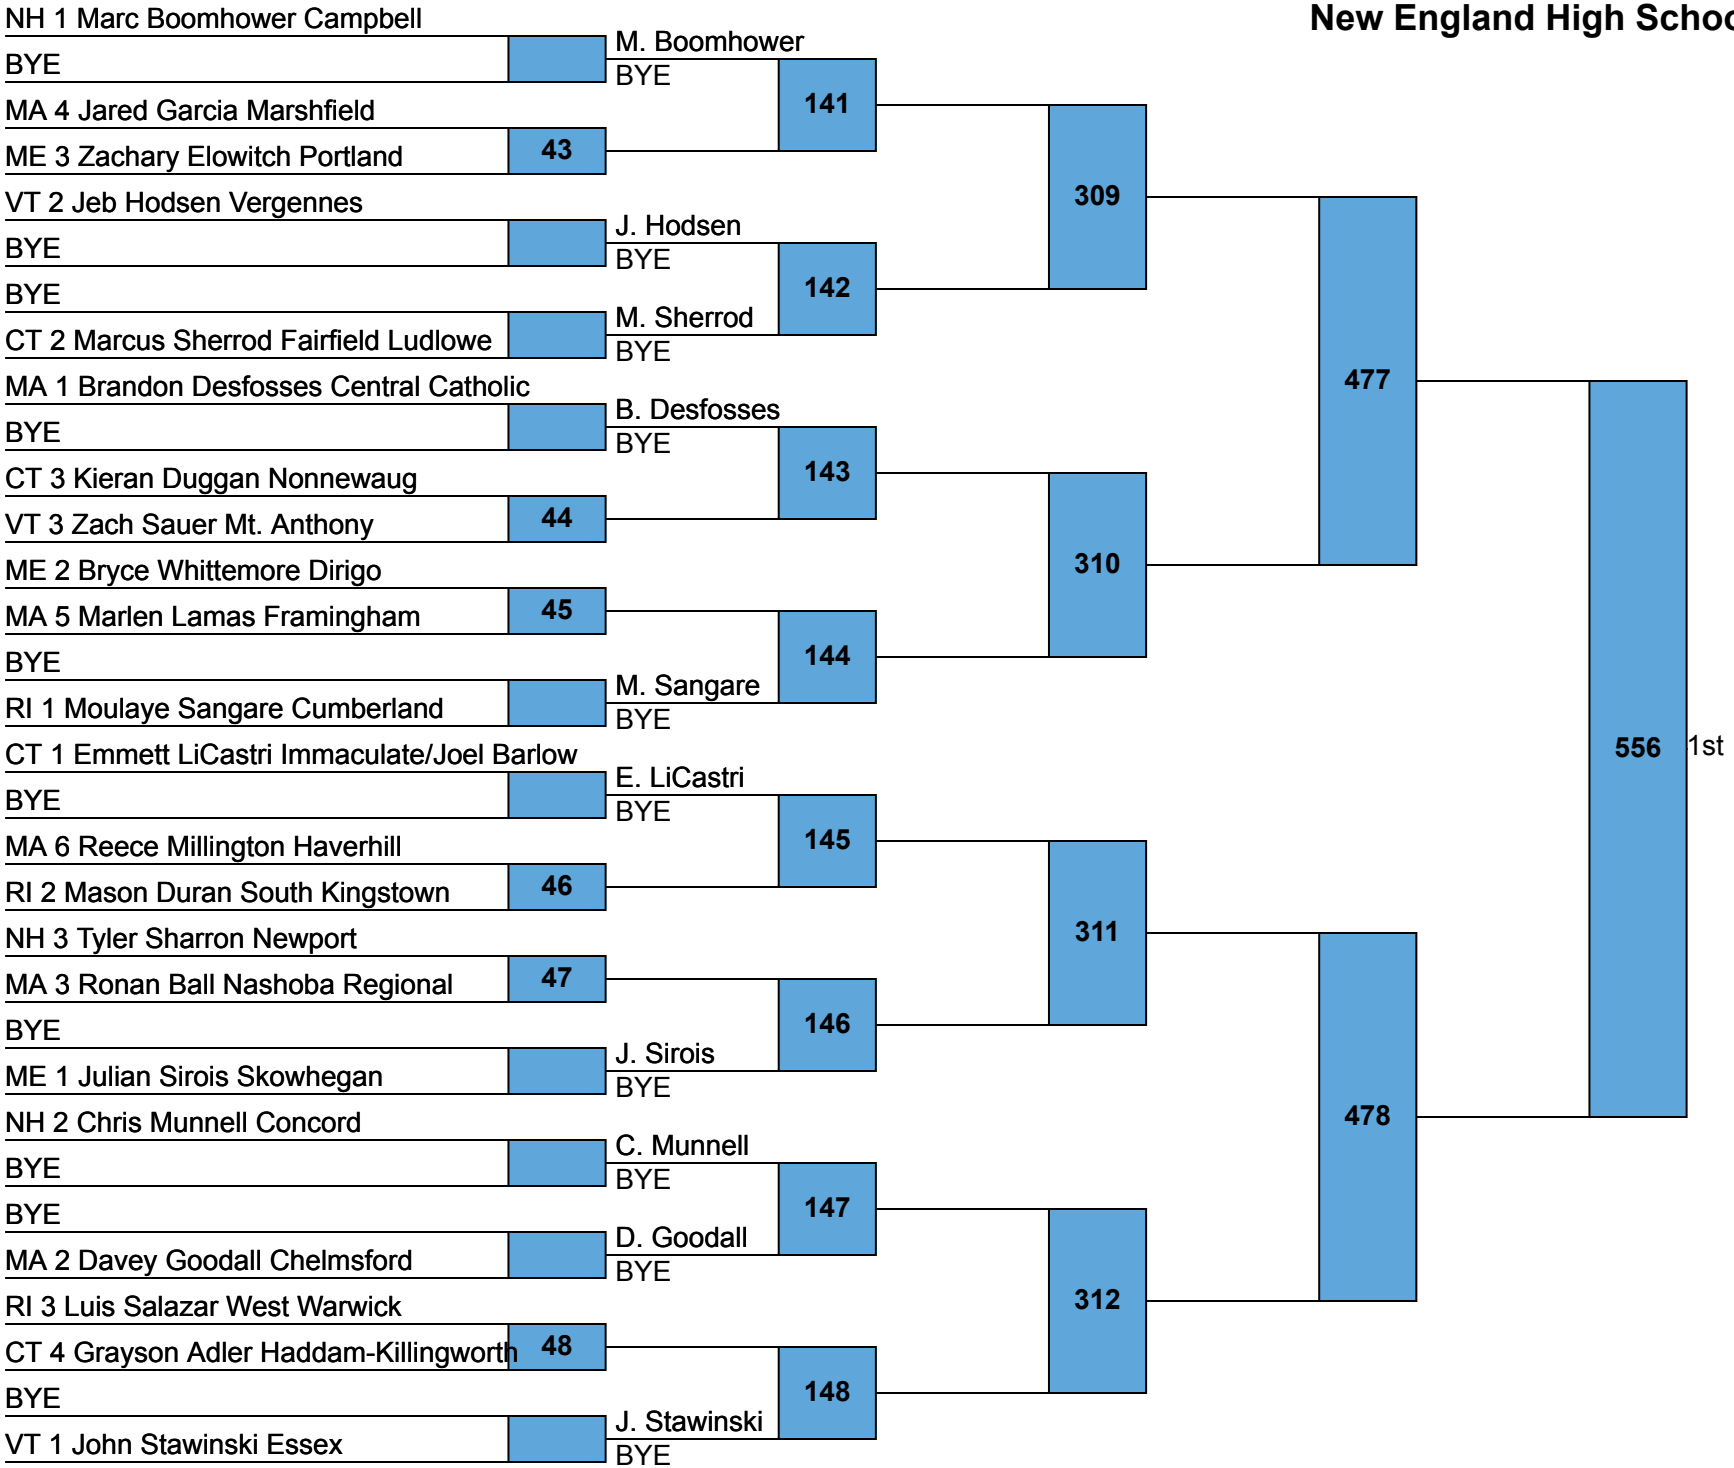 New England High Schoo
NH 1 Marc Boomhower Campbell
BYE
M. Boomhower
BYE
141
MA 4 Jared Garcia Marshfield
ME 3 Zachary Elowitch Portland
43
309
VT 2 Jeb Hodsen Vergennes
BYE
J. Hodsen
BYE
142
BYE
CT 2 Marcus Sherrod Fairfield Ludlowe
M. Sherrod
BYE
477
MA 1 Brandon Desfosses Central Catholic
BYE
B. Desfosses
BYE
143
CT 3 Kieran Duggan Nonnewaug
VT 3 Zach Sauer Mt. Anthony
44
310
ME 2 Bryce Whittemore Dirigo
MA 5 Marlen Lamas Framingham
45
144
BYE
RI 1 Moulaye Sangare Cumberland
M. Sangare
BYE
556
1st
CT 1 Emmett LiCastri Immaculate/Joel Barlow
BYE
E. LiCastri
BYE
145
MA 6 Reece Millington Haverhill
RI 2 Mason Duran South Kingstown
46
311
NH 3 Tyler Sharron Newport
MA 3 Ronan Ball Nashoba Regional
47
146
BYE
ME 1 Julian Sirois Skowhegan
J. Sirois
BYE
478
NH 2 Chris Munnell Concord
BYE
C. Munnell
BYE
147
BYE
MA 2 Davey Goodall Chelmsford
D. Goodall
BYE
312
RI 3 Luis Salazar West Warwick
CT 4 Grayson Adler Haddam-Killingworth
48
148
BYE
VT 1 John Stawinski Essex
J. Stawinski
BYE